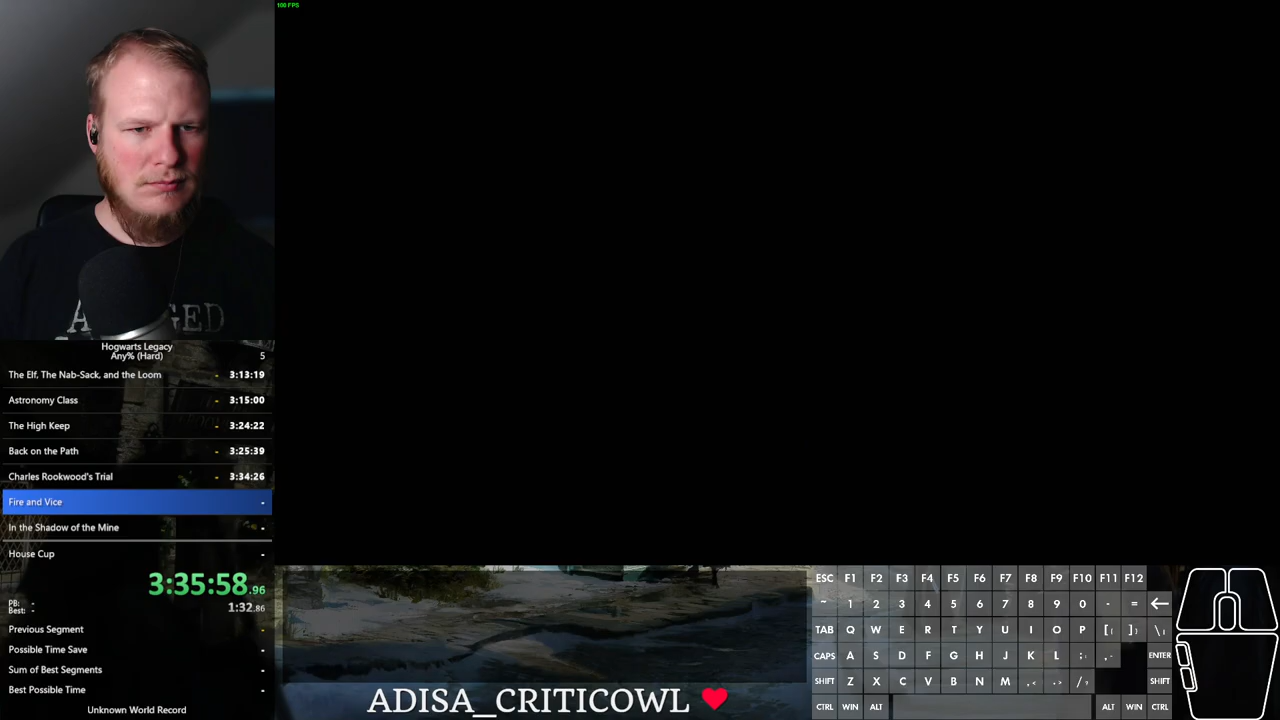 100 FPS
Hogwarts Legacy
Any% (Hard) 5
The Elf, The Nab-Sack, and the Loom - 3:13:19
Astronomy Class - 3:15:00
The High Keep - 3:24:22
Back on the Path - 3:25:39
Charles Rookwood's Trial - 3:34:26
Fire and Vice -
In the Shadow of the Mine -
House Cup -
3:35:58.96
PB: -
Best: - 1:32.86
Previous Segment -
Possible Time Save -
Sum of Best Segments -
Best Possible Time -
Unknown World Record
ADISA_CRITICOWL ❤
ESC F1 F2 F3 F4 F5 F6 F7 F8 F9 F10 F11 F12
~ 1 2 3 4 5 6 7 8 9 0 - = ←
TAB Q W E R T Y U I O P [{ ]} \|
CAPS A S D F G H J K L ;: ,. ENTER
SHIFT Z X C V B N M ,< .> /? SHIFT
CTRL WIN ALT ALT WIN CTRL